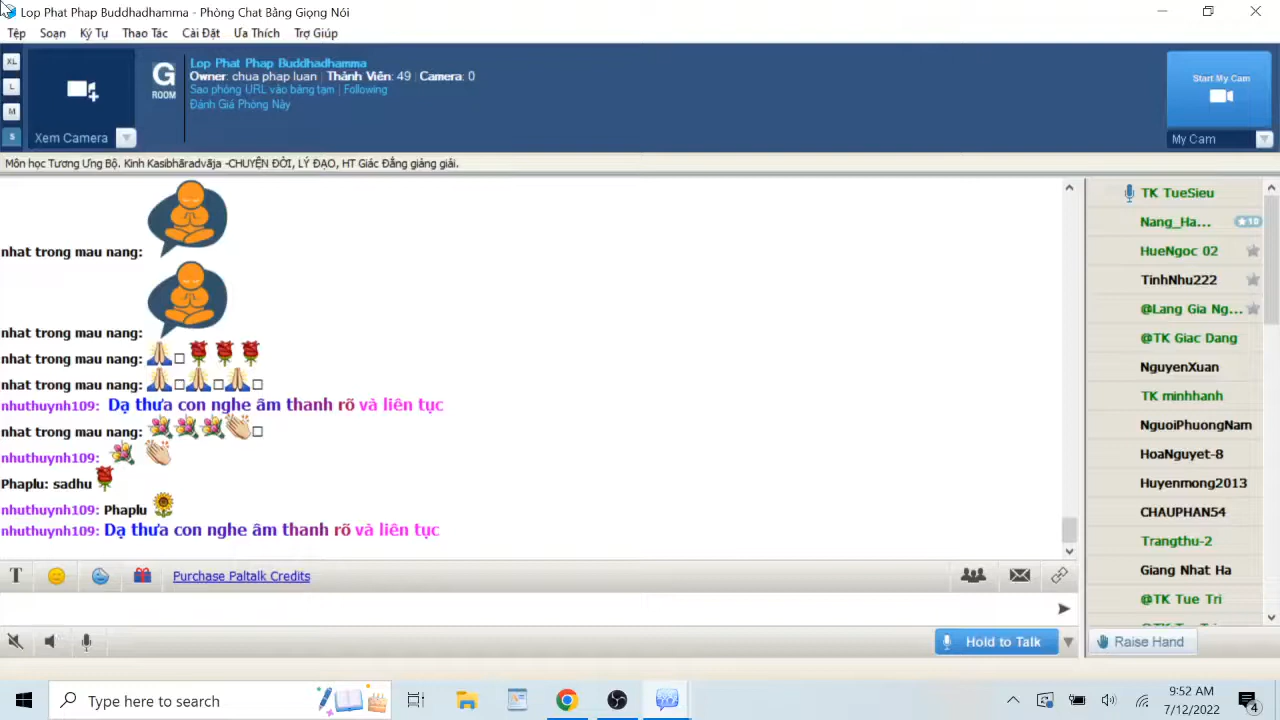 Lop Phat Phap Buddhadhamma - Phòng Chat Bằng Giọng Nói
Tệp Soạn Ký Tự Thao Tác Cài Đặt Ưa Thích Trợ Giúp
XL
L
M
S
Xem Camera
G
ROOM
Lop Phat Phap Buddhadhamma
Owner: chua phap luan | Thành Viên: 49 | Camera: 0
Sao phỏng URL vào bảng tạm | Following
Đánh Giá Phòng Này
Start My Cam
My Cam
Môn học Tương Ưng Bộ. Kinh Kasibhāradvāja -CHUYỆN ĐỜI, LÝ ĐẠO, HT Giác Đẳng giảng giải.
nhat trong mau nang:
nhat trong mau nang:
nhat trong mau nang:
nhat trong mau nang:
nhuthuynh109: Dạ thưa con nghe âm thanh rõ và liên tục
nhat trong mau nang:
nhuthuynh109:
Phaplu: sadhu
nhuthuynh109: Phaplu
nhuthuynh109: Dạ thưa con nghe âm thanh rõ và liên tục
TK TueSieu
Nang_Ha... 10
HueNgoc 02
TinhNhu222
@Lang Gia Ng...
@TK Giac Dang
NguyenXuan
TK minhhanh
NguoiPhuongNam
HoaNguyet-8
Huyenmong2013
CHAUPHAN54
Trangthu-2
Giang Nhat Ha
@TK Tue Tri
T Purchase Paltalk Credits
Hold to Talk
Raise Hand
Type here to search
9:52 AM
7/12/2022
4